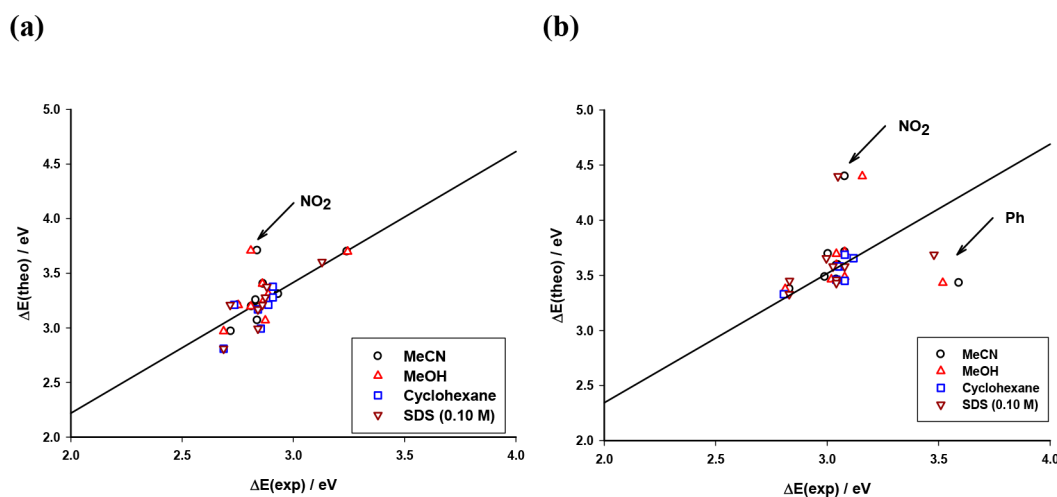 (a)
5.0
4.5
4.0
3.5
3.0
2.5
2.0
ΔE(theo) / eV
NO2
MeCN
MeOH
Cyclohexane
SDS (0.10 M)
2.0 2.5 3.0 3.5 4.0
ΔE(exp) / eV
(b)
5.0
4.5
4.0
3.5
3.0
2.5
2.0
ΔE(theo) / eV
NO2
Ph
MeCN
MeOH
Cyclohexane
SDS (0.10 M)
2.0 2.5 3.0 3.5 4.0
ΔE(exp) / eV